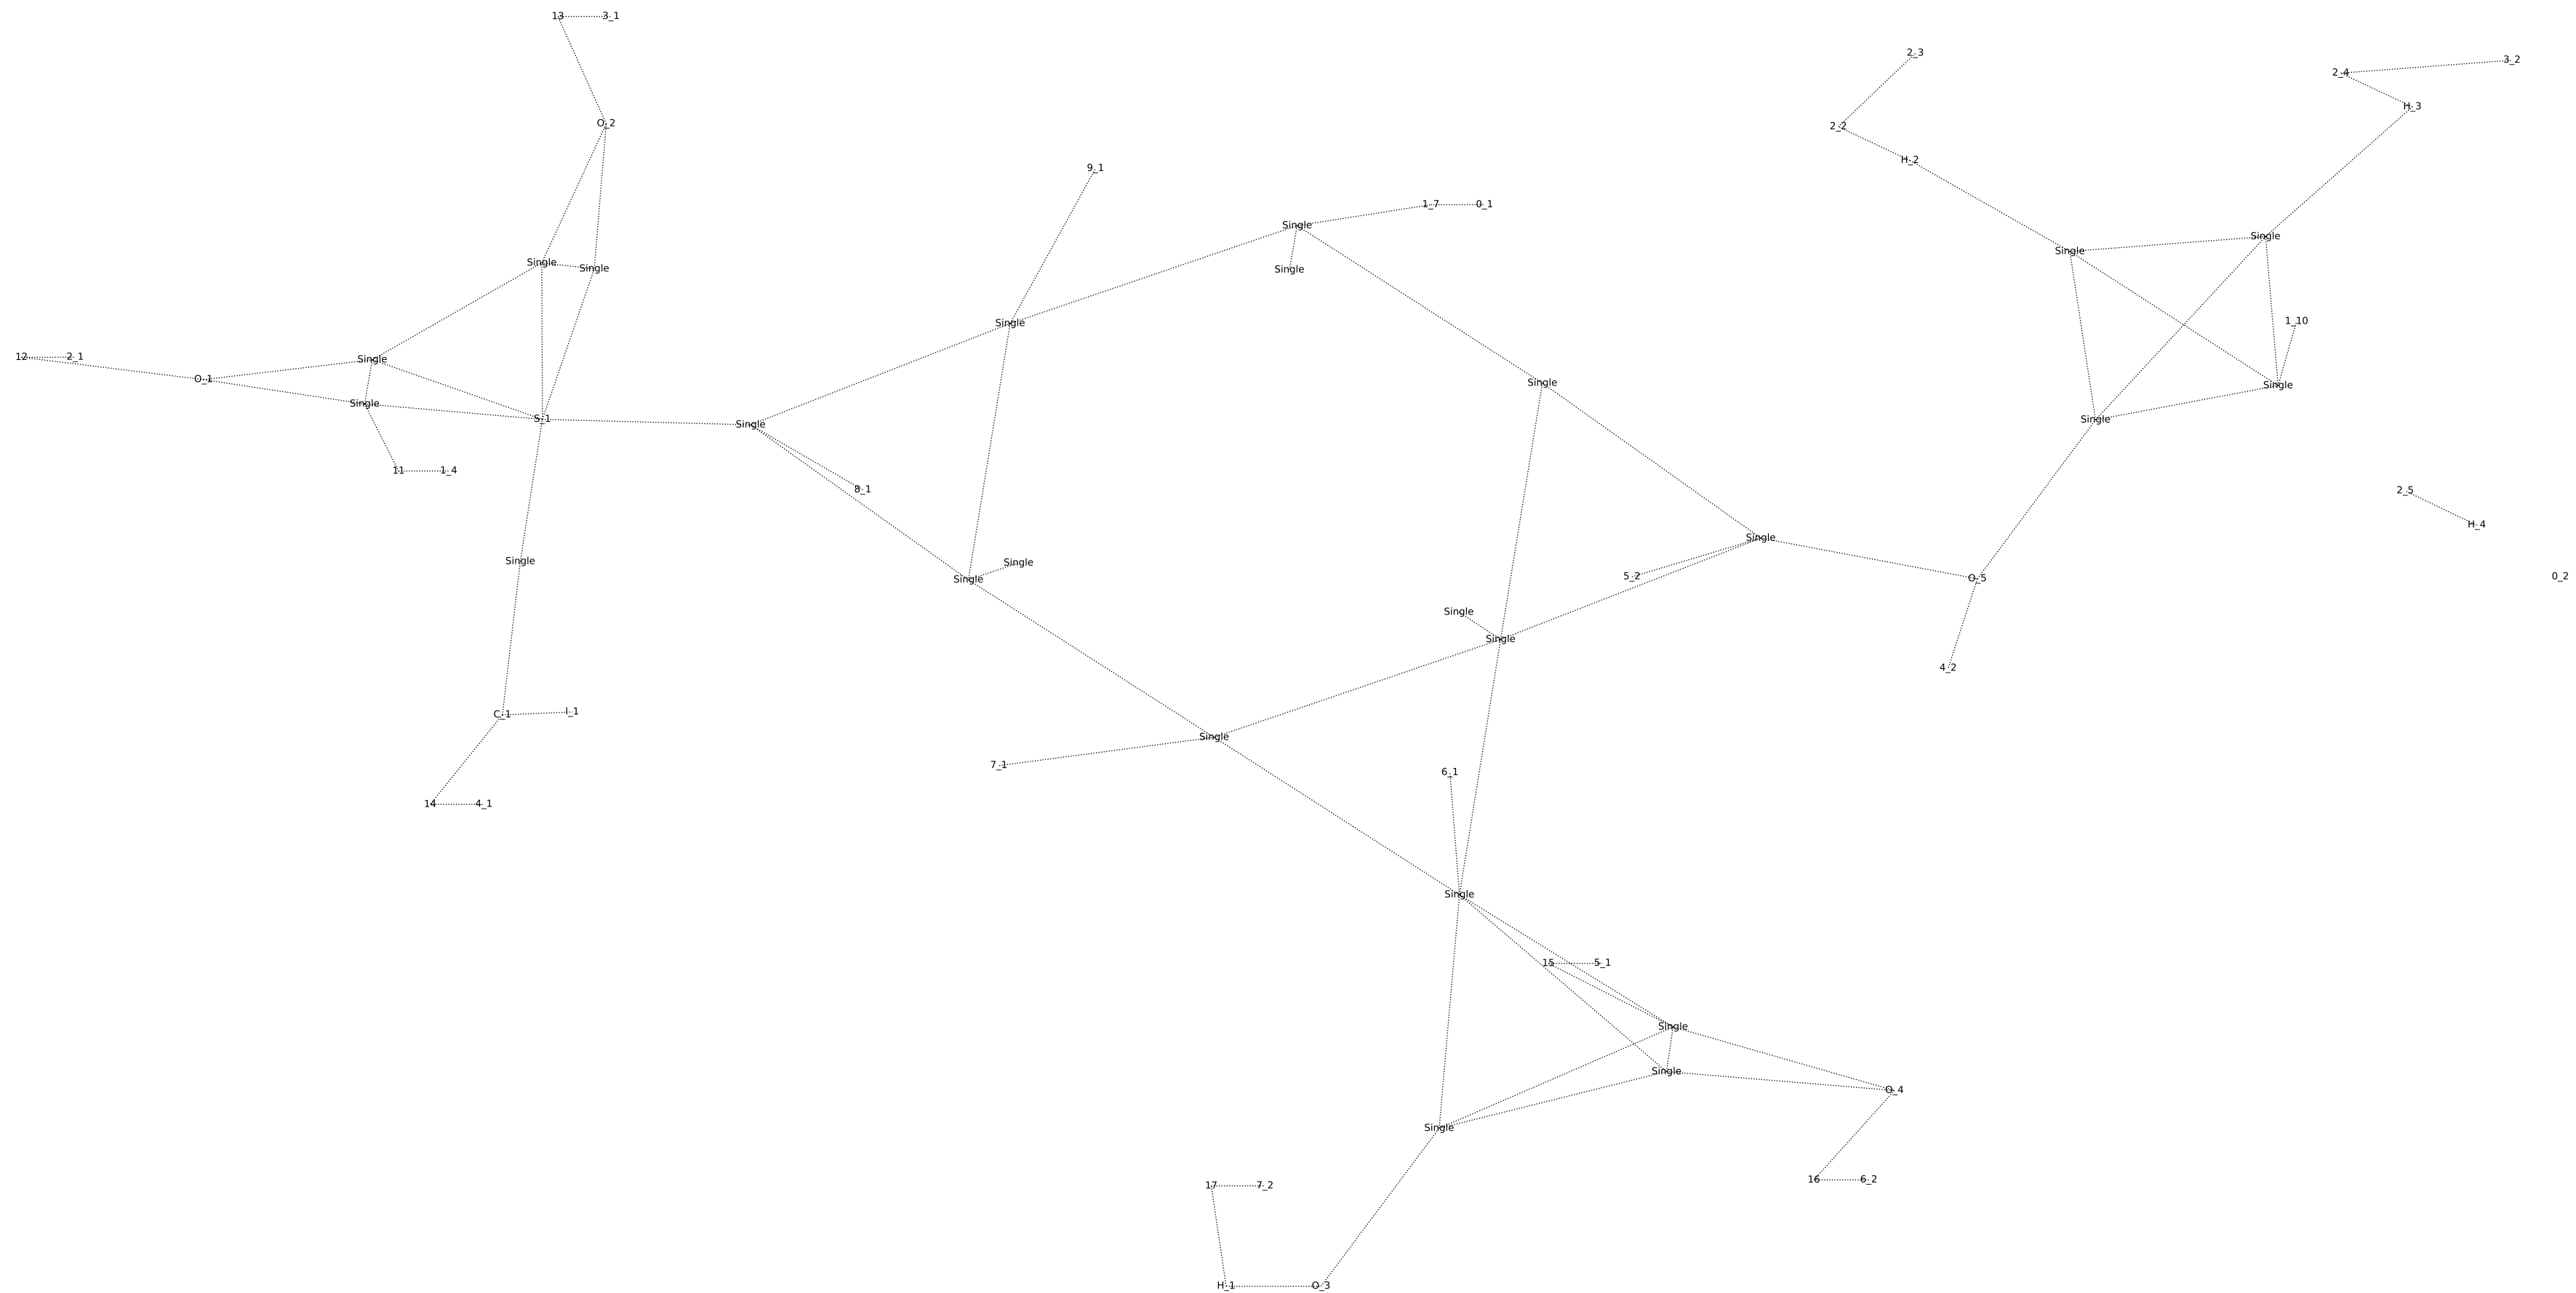 13 3_1
2_3
3_2
2_4
H_3
O_2
2_2
H_2
9_1
1_7 0_1
Single
Single
Single
Single
Single
Single
1_10
Single
12 2_1
Single
O_1
Single
Single
Single
S_1
Single
Single
11 1_4
8_1
2_5
H_4
Single
Single
Single
Single
5_2
O_5
0_2
Single
Single
4_2
C_1
I_1
Single
7_1
6_1
14 4_1
Single
15 5_1
Single
Single
O_4
Single
16 6_2
17 7_2
H_1 O_3